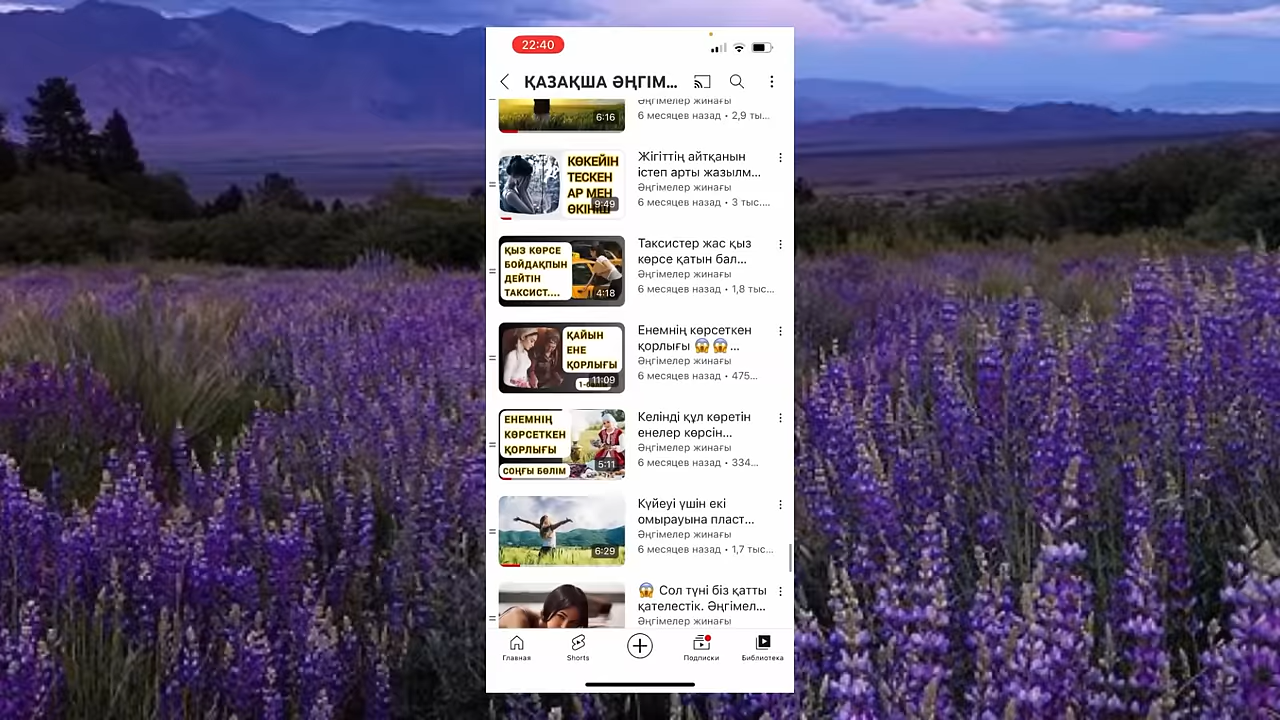 22:40
ҚАЗАҚША ӘҢГІМ...
6:16
Әңгімелер жинағы
6 месяцев назад • 2,9 ты...
КӨКЕЙІН
ТЕСКЕН
АР МЕН
ӨКІНІШ
9:49
Жігіттің айтқанын
істеп арты жазылм...
Әңгімелер жинағы
6 месяцев назад • 3 тыс....
ҚЫЗ КӨРСЕ
БОЙДАҚПЫН
ДЕЙТІН
ТАКСИСТ....
4:18
Таксистер жас қыз
көрсе қатын бал...
Әңгімелер жинағы
6 месяцев назад • 1,8 тыс...
ҚАЙЫН
ЕНЕ
ҚОРЛЫҒЫ
11:09
Енемнің көрсеткен
қорлығы 😱 😱 ...
Әңгімелер жинағы
6 месяцев назад • 475...
ЕНЕМНІҢ
КӨРСЕТКЕН
ҚОРЛЫҒЫ
СОҢҒЫ БӨЛІМ
5:11
Келінді құл көретін
енелер көрсін...
Әңгімелер жинағы
6 месяцев назад • 334...
6:29
Күйеуі үшін екі
омырауына пласт...
Әңгімелер жинағы
6 месяцев назад • 1,7 тыс...
😱 Сол түні біз қатты
қателестік. Әңгімел...
Әңгімелер жинағы
Главная
Shorts
Подписки
Библиотека